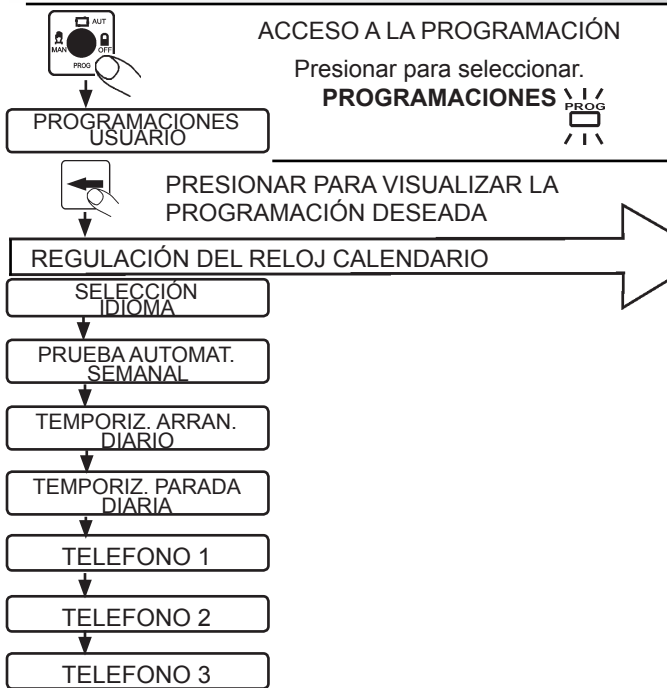 AUT
MAN
OFF
PROG
ACCESO A LA PROGRAMACIÓN
Presionar para seleccionar.
PROGRAMACIONES PROG
PROGRAMACIONES
USUARIO
PRESIONAR PARA VISUALIZAR LA
PROGRAMACIÓN DESEADA
REGULACIÓN DEL RELOJ CALENDARIO
SELECCIÓN
IDIOMA
PRUEBA AUTOMAT.
SEMANAL
TEMPORIZ. ARRAN.
DIARIO
TEMPORIZ. PARADA
DIARIA
TELEFONO 1
TELEFONO 2
TELEFONO 3